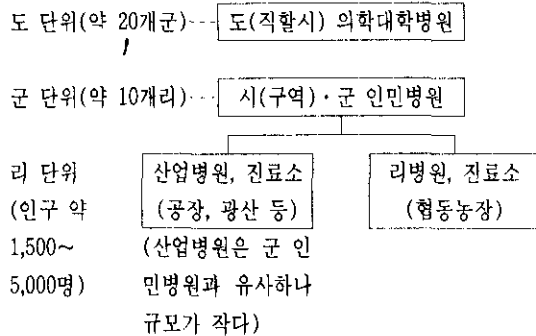 도 단위(약 20개군)···· 도(직할시) 의학대학병원
군 단위(약 10개리)··· 시(구역)·군 인민병원
리 단위 산업병원, 진료소 리병원, 진료소
(인구 약 (공장, 광산 등) (협동농장)
1,500~ (산업병원은 군 인
5,000명) 민병원과 유사하나
규모가 작다)